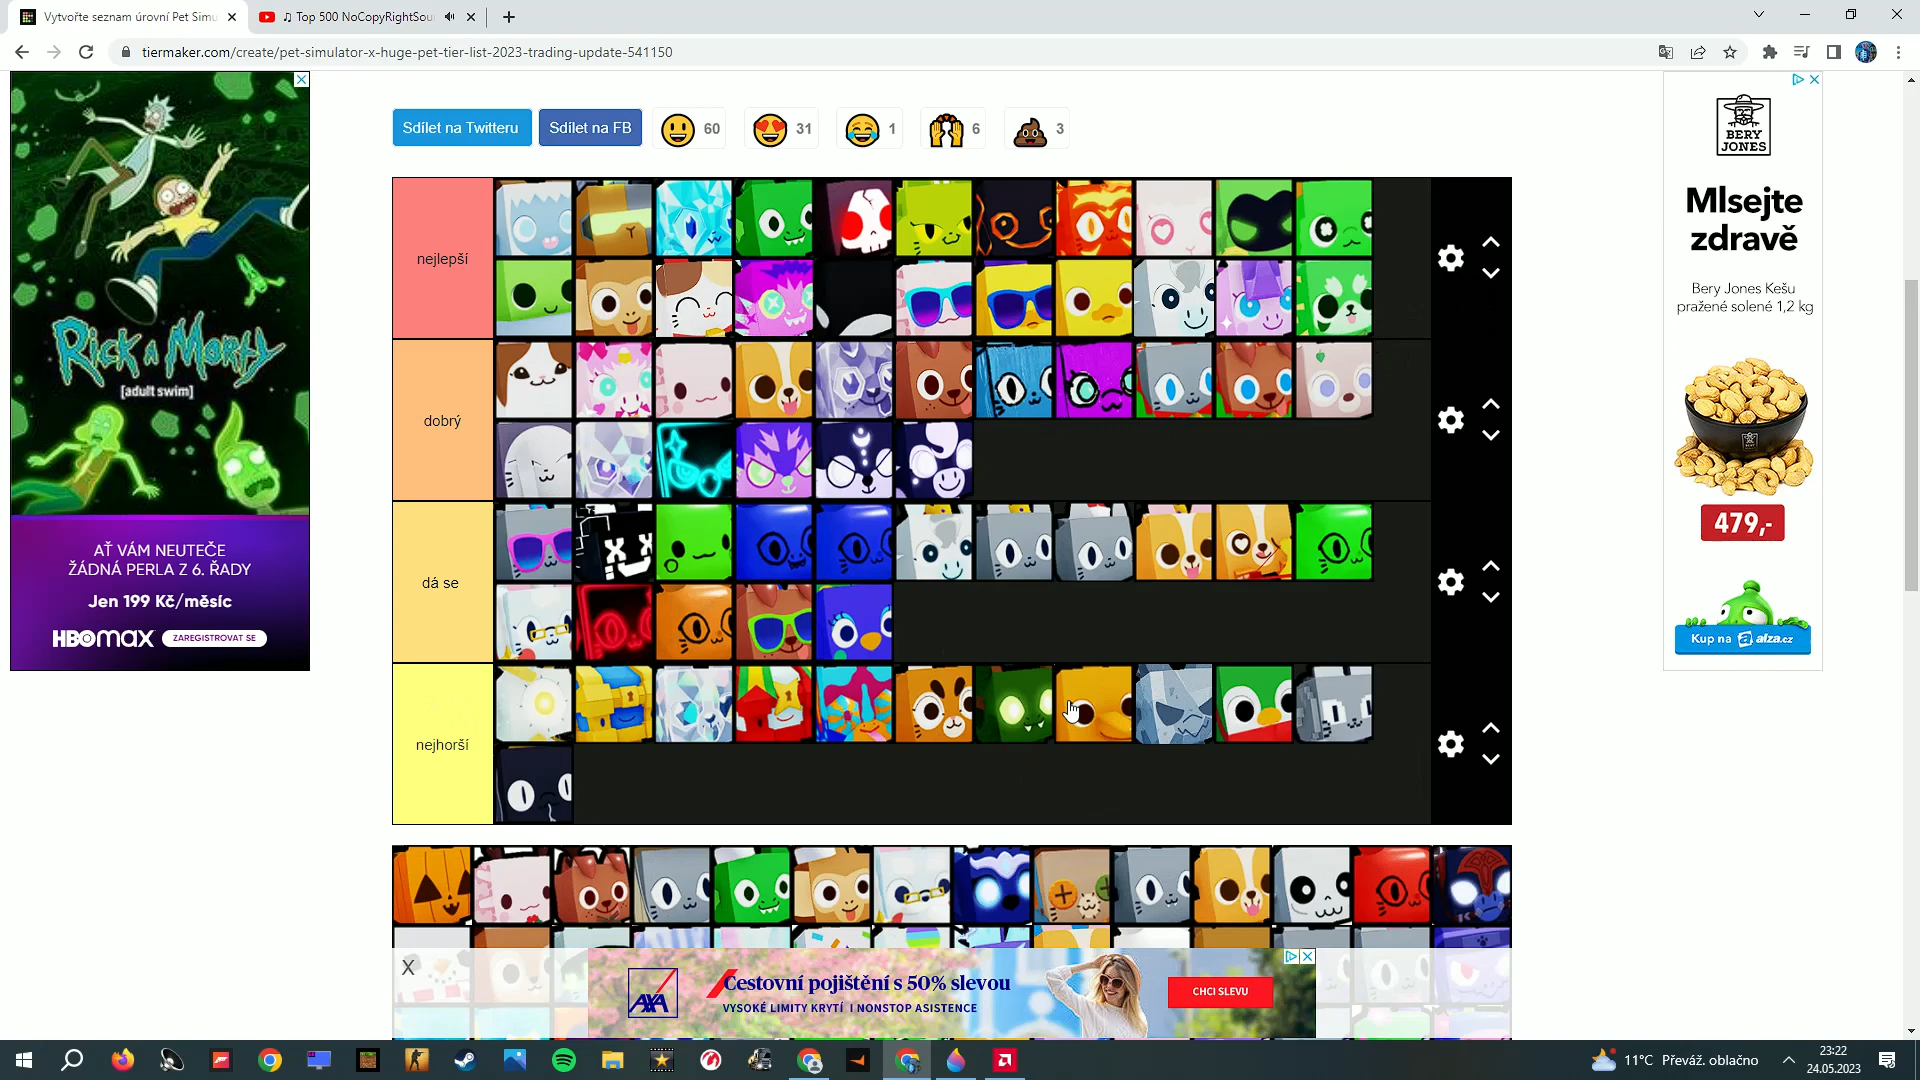 Vytvořte seznam úrovní Pet Simu
♫ Top 500 NoCopyRightSou
tiermaker.com/create/pet-simulator-x-huge-pet-tier-list-2023-trading-update-541150
Sdílet na Twitteru
Sdílet na FB
60
31
1
6
3
RICK A MORTY
[adult swim]
AŤ VÁM NEUTEČE
ŽÁDNÁ PERLA Z 6. ŘADY
Jen 199 Kč/měsíc
HBOMAX
ZAREGISTROVAT SE
nejlepší
dobrý
dá se
nejhorší
BERY
JONES
Mlsejte
zdravě
Bery Jones Kešu
pražené solené 1,2 kg
479,-
Kup na alza.cz
X
AXA
Cestovní pojištění s 50% slevou
VYSOKÉ LIMITY KRYTÍ I NONSTOP ASISTENCE
CHCI SLEVU
11°C Převáž. oblačno
23:22
24.05.2023